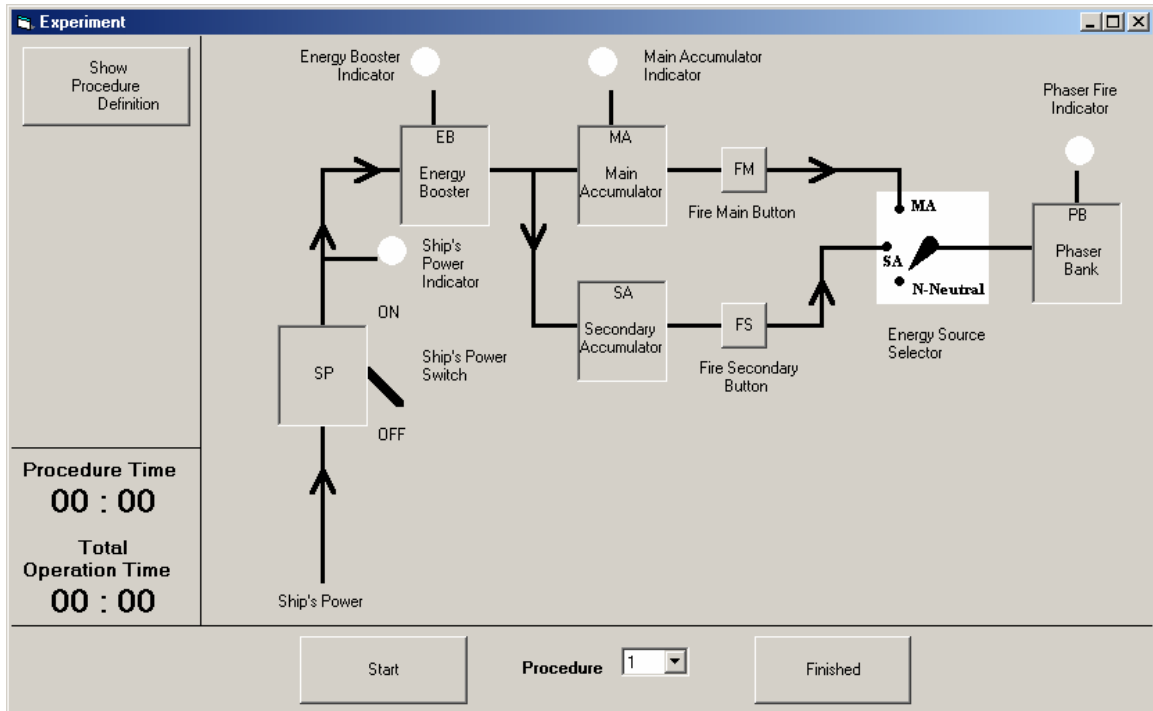 Experiment
Show
Procedure
Definition
Energy Booster
Indicator
Main Accumulator
Indicator
Phaser Fire
Indicator
EB
Energy
Booster
MA
Main
Accumulator
FM
Fire Main Button
MA
SA
N-Neutral
PB
Phaser
Bank
Ship's
Power
Indicator
SA
Secondary
Accumulator
FS
Fire Secondary
Button
Energy Source
Selector
ON
SP
Ship's Power
Switch
OFF
Procedure Time
00 : 00
Total
Operation Time
00 : 00
Ship's Power
Start
Procedure
1
Finished